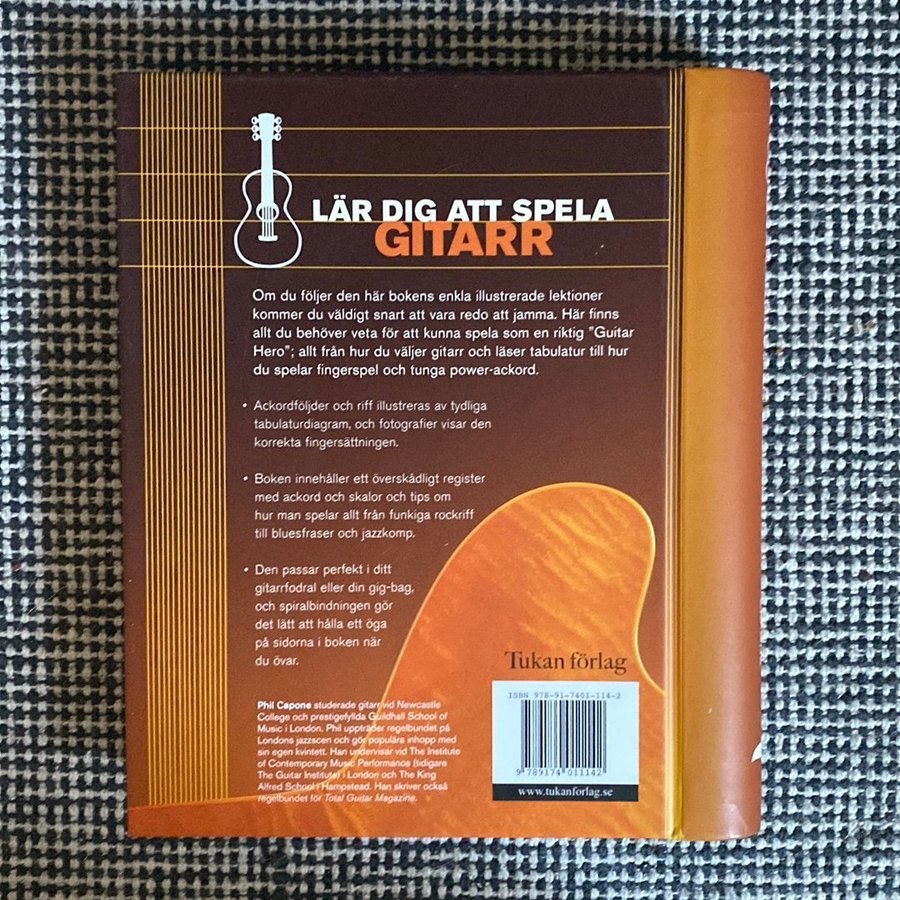 LÄR DIG ATT SPELA
GITARR
Om du följer den här bokens enkla illustrerade lektioner
kommer du väldigt snart att vara redo att jamma. Här finns
allt du behöver veta för att kunna spela som en riktig "Guitar
Hero"; allt från hur du väljer gitarr och läser tabulatur till hur
du spelar fingerspel och tunga power-ackord.
• Ackordföljder och riff illustreras av tydliga
tabulaturdiagram, och fotografier visar den
korrekta fingersättningen.
• Boken innehåller ett överskådligt register
med ackord och skalor och tips om
hur man spelar allt från funkiga rockriff
till bluesfraser och jazzkomp.
• Den passar perfekt i ditt
gitarrfodral eller din gig-bag,
och spiralbindningen gör
det lätt att hålla ett öga
på sidorna i boken när
du övar.
Phil Capone studerade gitarr vid Newcastle
College och prestigefyllda Guildhall School of
Music i London. Phil uppträder regelbundet på
Londons jazzscen och gör populärs inhopp med
sin egen kvintett. Han undervisar vid The Institute
of Contemporary Music Performance (tidigare
The Guitar Institute) i London och The King
Alfred School i Hampstead. Han skriver också
regelbundet för Total Guitar Magazine.
Tukan förlag
ISBN 978-91-7401-114-2
9 789174 011142
www.tukanforlag.se